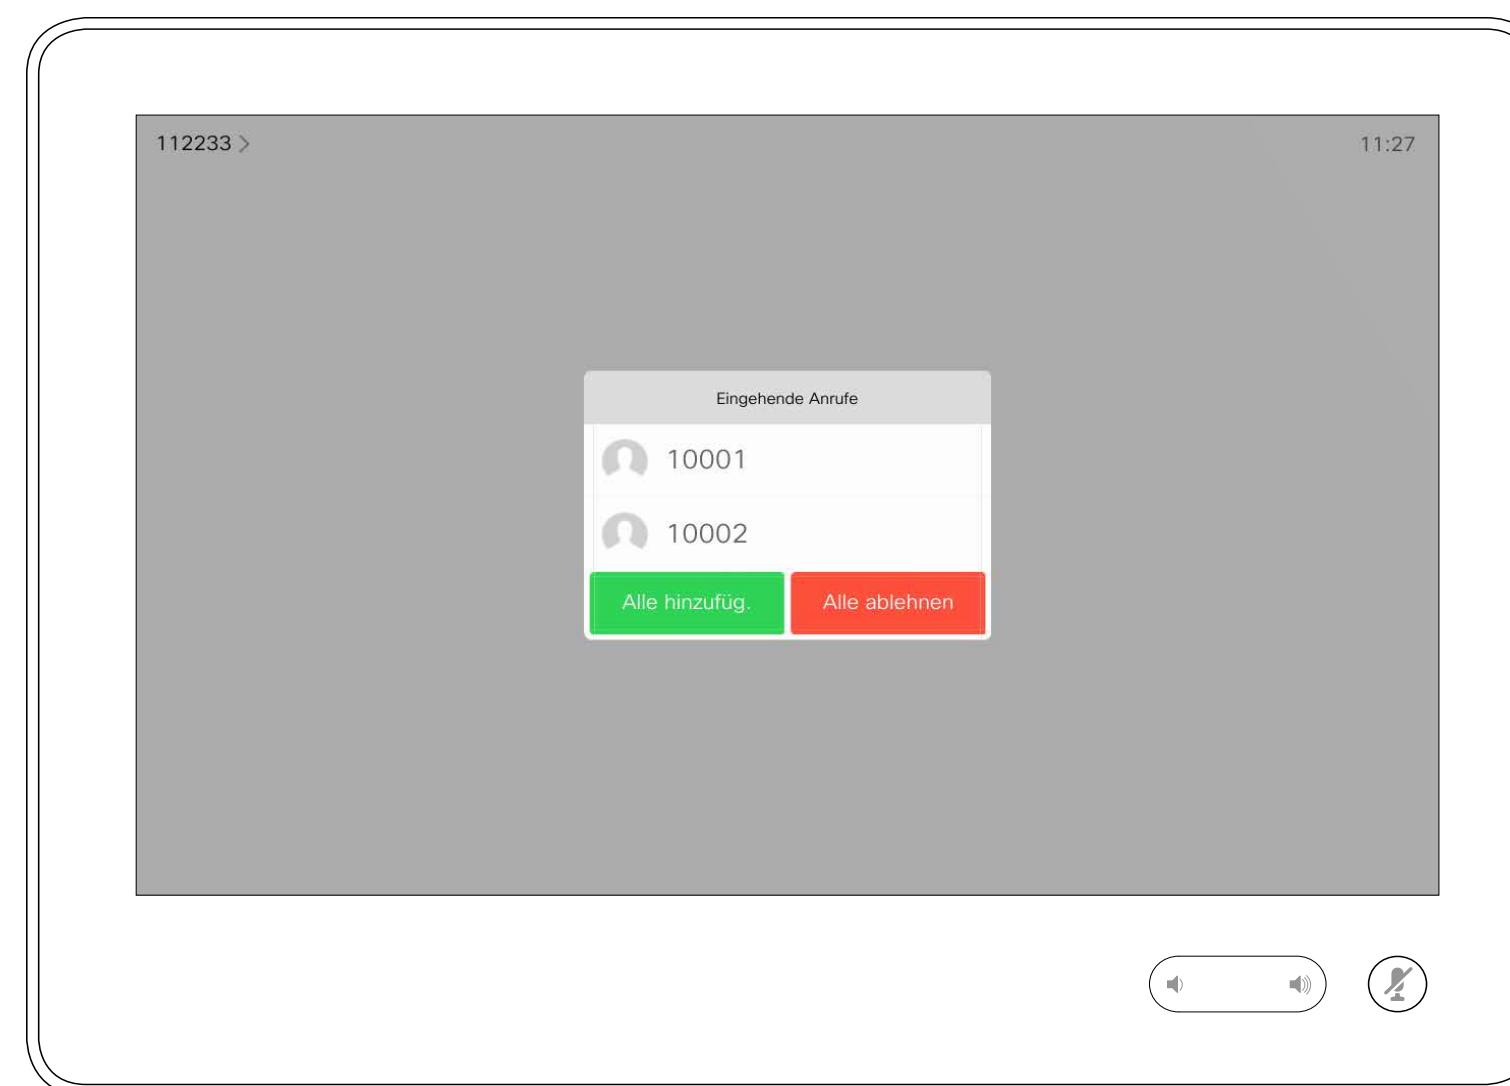 112233 >
11:27
Eingehende Anrufe
10001
10002
Alle hinzufüg.
Alle ablehnen